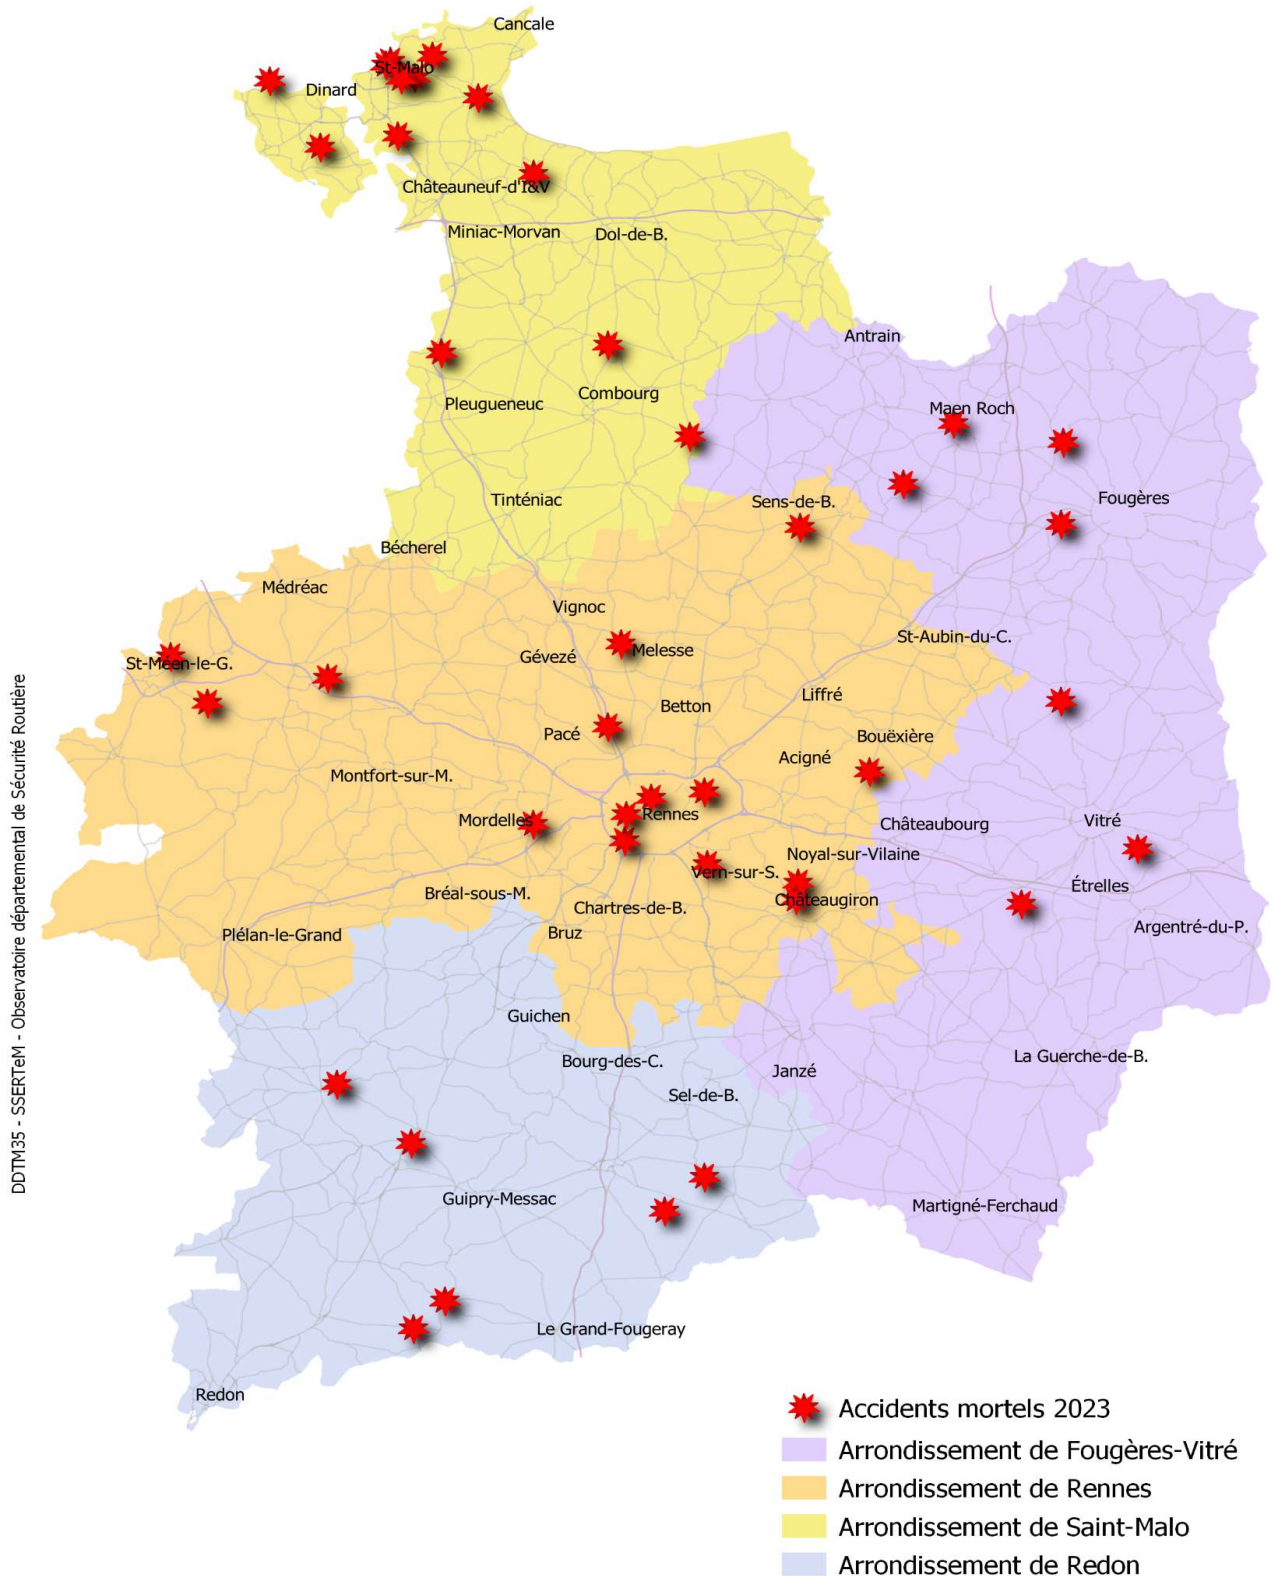 Cancale
St-Malo
Dinard
Châteauneuf-d'I&V
Miniac-Morvan
Dol-de-B.
Antrain
Combourg
Pleugueneuc
Maen Roch
Tinténiac
Sens-de-B.
Fougères
Bécherel
Médréac
Vignoc
St-Aubin-du-C.
Melesse
Gévezé
St-Méen-le-G.
Liffré
Betton
Pacé
Bouëxière
Acigné
Montfort-sur-M.
Mordelles
Rennes
Châteaubourg
Vitré
Noyal-sur-Vilaine
Vern-sur-S.
Étrelles
Bréal-sous-M.
Chartres-de-B.
Châteaugiron
Argentré-du-P.
Plélan-le-Grand
Bruz
Guichen
Bourg-des-C.
La Guerche-de-B.
Janzé
Sel-de-B.
Guipry-Messac
Martigné-Ferchaud
Le Grand-Fougeray
Redon
DDTM35 - SSERTeM - Observatoire départemental de Sécurité Routière
Accidents mortels 2023
Arrondissement de Fougères-Vitré
Arrondissement de Rennes
Arrondissement de Saint-Malo
Arrondissement de Redon